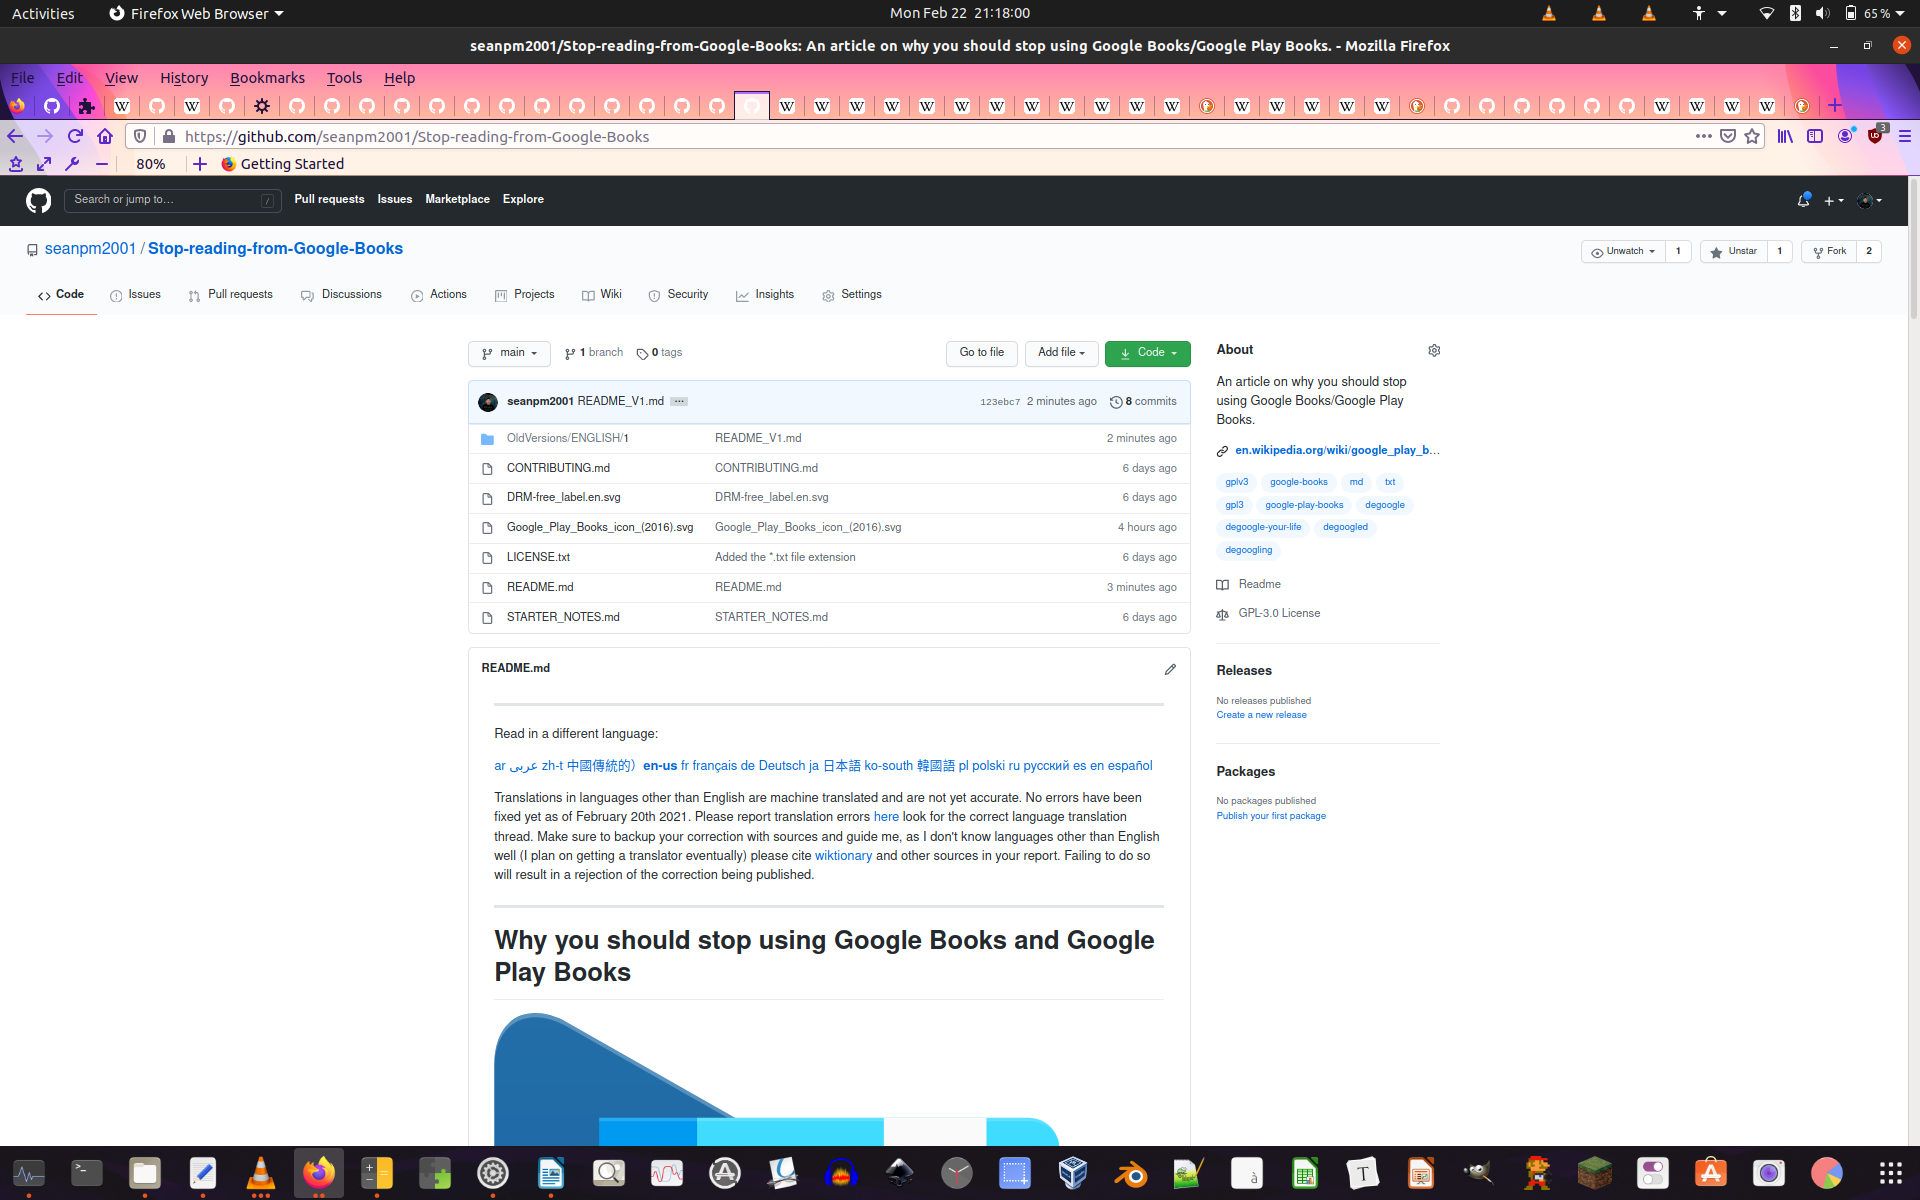 Activities Firefox Web Browser Mon Feb 22 21:18:00 65 %
seanpm2001/Stop-reading-from-Google-Books: An article on why you should stop using Google Books/Google Play Books. - Mozilla Firefox
File Edit View History Bookmarks Tools Help
https://github.com/seanpm2001/Stop-reading-from-Google-Books 3
80% Getting Started
Search or jump to… / Pull requests Issues Marketplace Explore
seanpm2001 / Stop-reading-from-Google-Books Unwatch 1 Unstar 1 Fork 2
Code Issues Pull requests Discussions Actions Projects Wiki Security Insights Settings
main 1 branch 0 tags Go to file Add file Code
seanpm2001 README_V1.md ··· 123ebc7 2 minutes ago 8 commits
OldVersions/ENGLISH/1 README_V1.md 2 minutes ago
CONTRIBUTING.md CONTRIBUTING.md 6 days ago
DRM-free_label.en.svg DRM-free_label.en.svg 6 days ago
Google_Play_Books_icon_(2016).svg Google_Play_Books_icon_(2016).svg 4 hours ago
LICENSE.txt Added the *.txt file extension 6 days ago
README.md README.md 3 minutes ago
STARTER_NOTES.md STARTER_NOTES.md 6 days ago
About
An article on why you should stop
using Google Books/Google Play
Books.
en.wikipedia.org/wiki/google_play_b...
gplv3 google-books md txt
gpl3 google-play-books degoogle
degoogle-your-life degoogled
degoogling
Readme
GPL-3.0 License
Releases
No releases published
Create a new release
Packages
No packages published
Publish your first package
README.md
Read in a different language:
ar عربى zh-t 中國傳統的）en-us fr français de Deutsch ja 日本語 ko-south 韓國語 pl polski ru русский es en español
Translations in languages other than English are machine translated and are not yet accurate. No errors have been
fixed yet as of February 20th 2021. Please report translation errors here look for the correct language translation
thread. Make sure to backup your correction with sources and guide me, as I don't know languages other than English
well (I plan on getting a translator eventually) please cite wiktionary and other sources in your report. Failing to do so
will result in a rejection of the correction being published.
Why you should stop using Google Books and Google
Play Books